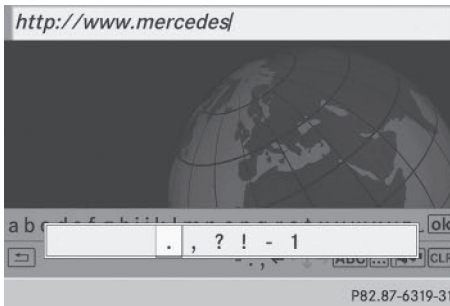 http://www.mercedes
. , ? ! - 1
ok
ABC
CLR
P82.87-6319-31